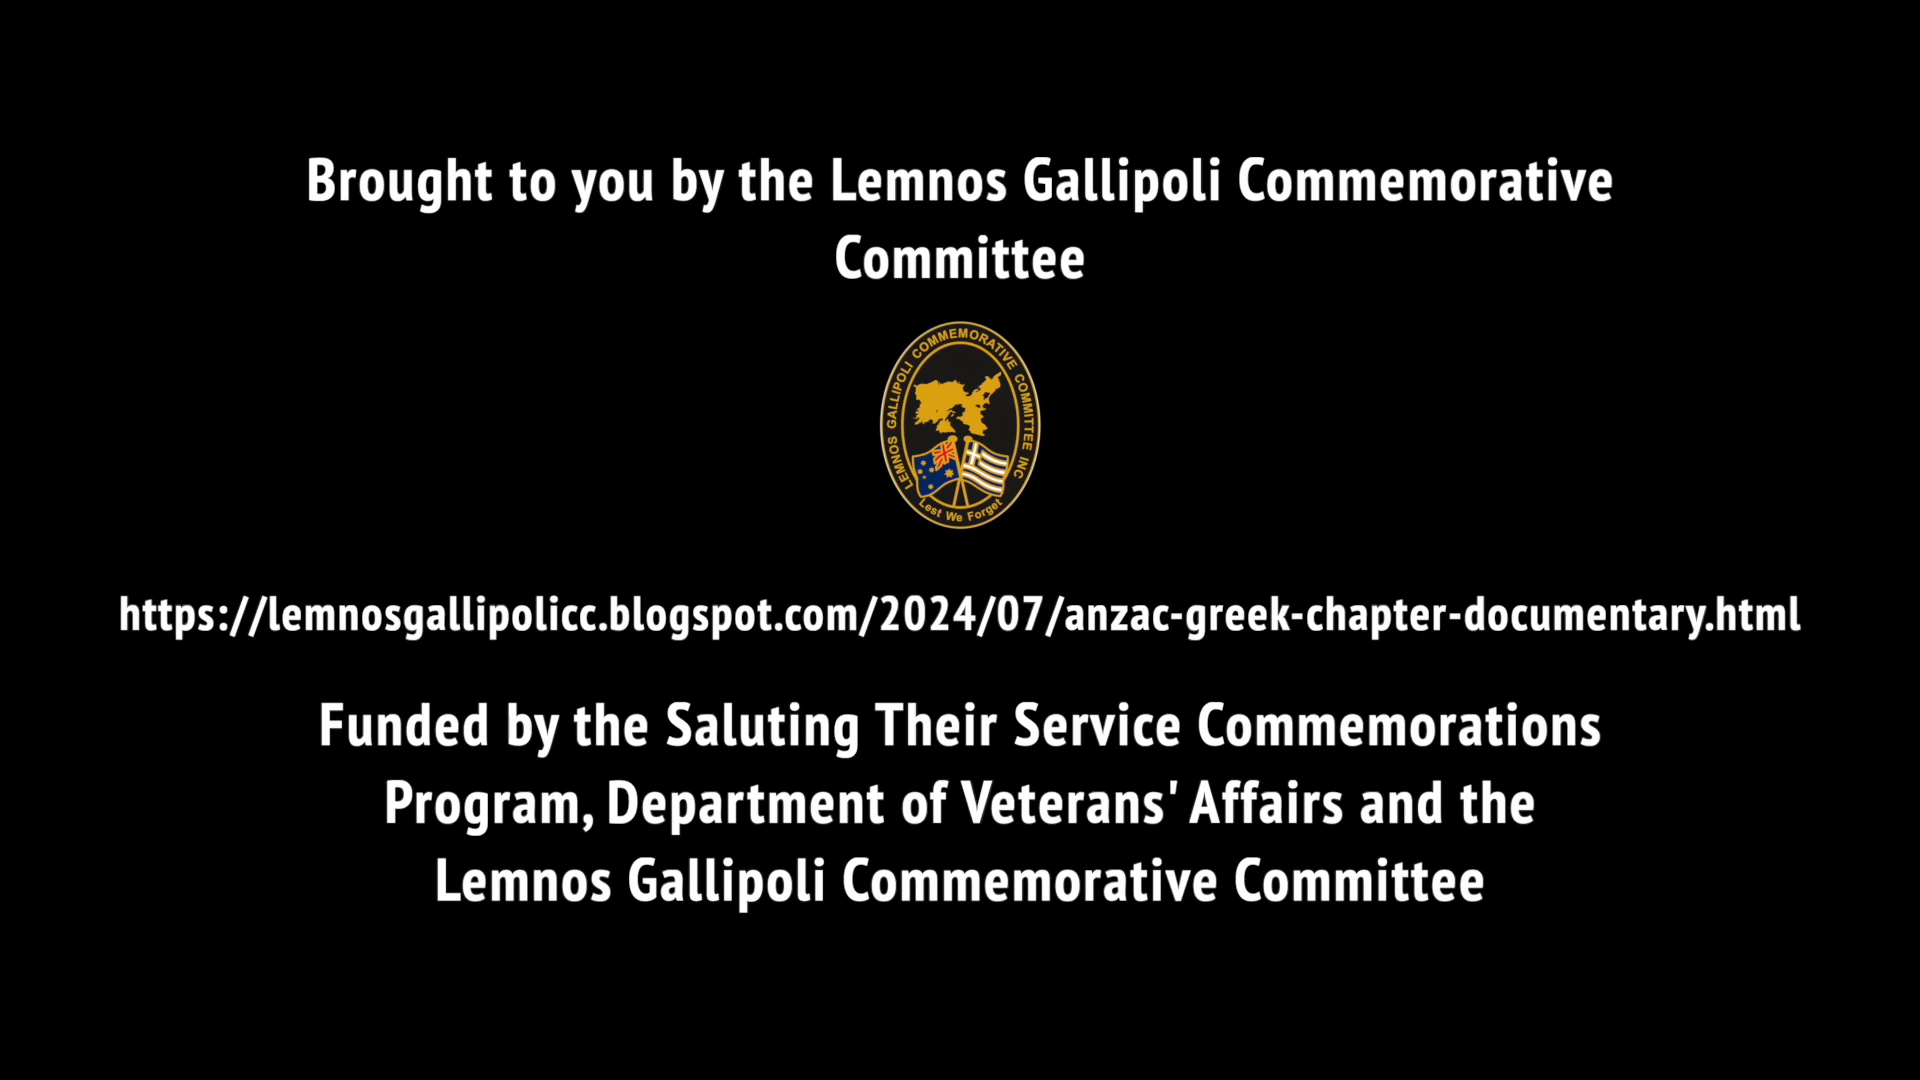 Brought to you by the Lemnos Gallipoli Commemorative
Committee
LEMNOS GALLIPOLI COMMEMORATIVE COMMITTEE INC
Lest We Forget
https://lemnosgallipolicc.blogspot.com/2024/07/anzac-greek-chapter-documentary.html
Funded by the Saluting Their Service Commemorations
Program, Department of Veterans' Affairs and the
Lemnos Gallipoli Commemorative Committee